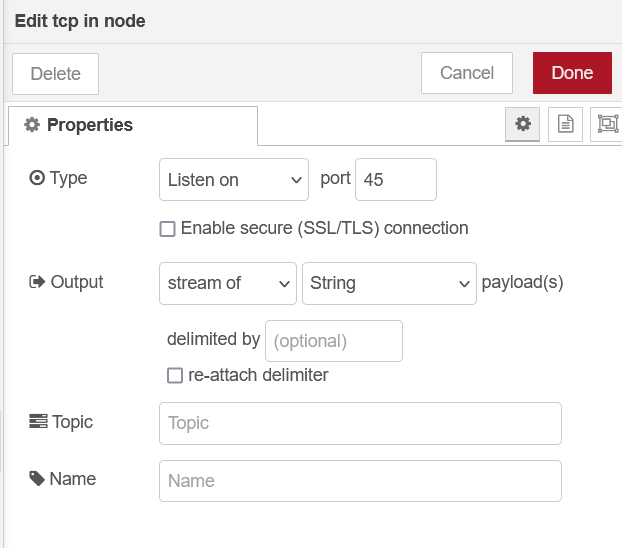 Edit tcp in node
Delete Cancel Done
Properties
Type Listen on port 45
Enable secure (SSL/TLS) connection
Output stream of String payload(s)
delimited by (optional)
re-attach delimiter
Topic Topic
Name Name